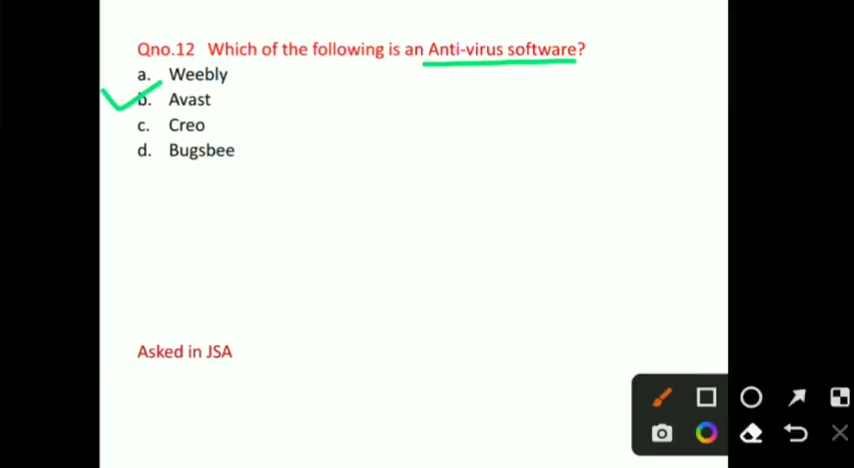 Qno.12 Which of the following is an Anti-virus software?
a. Weebly
b. Avast
c. Creo
d. Bugsbee
Asked in JSA